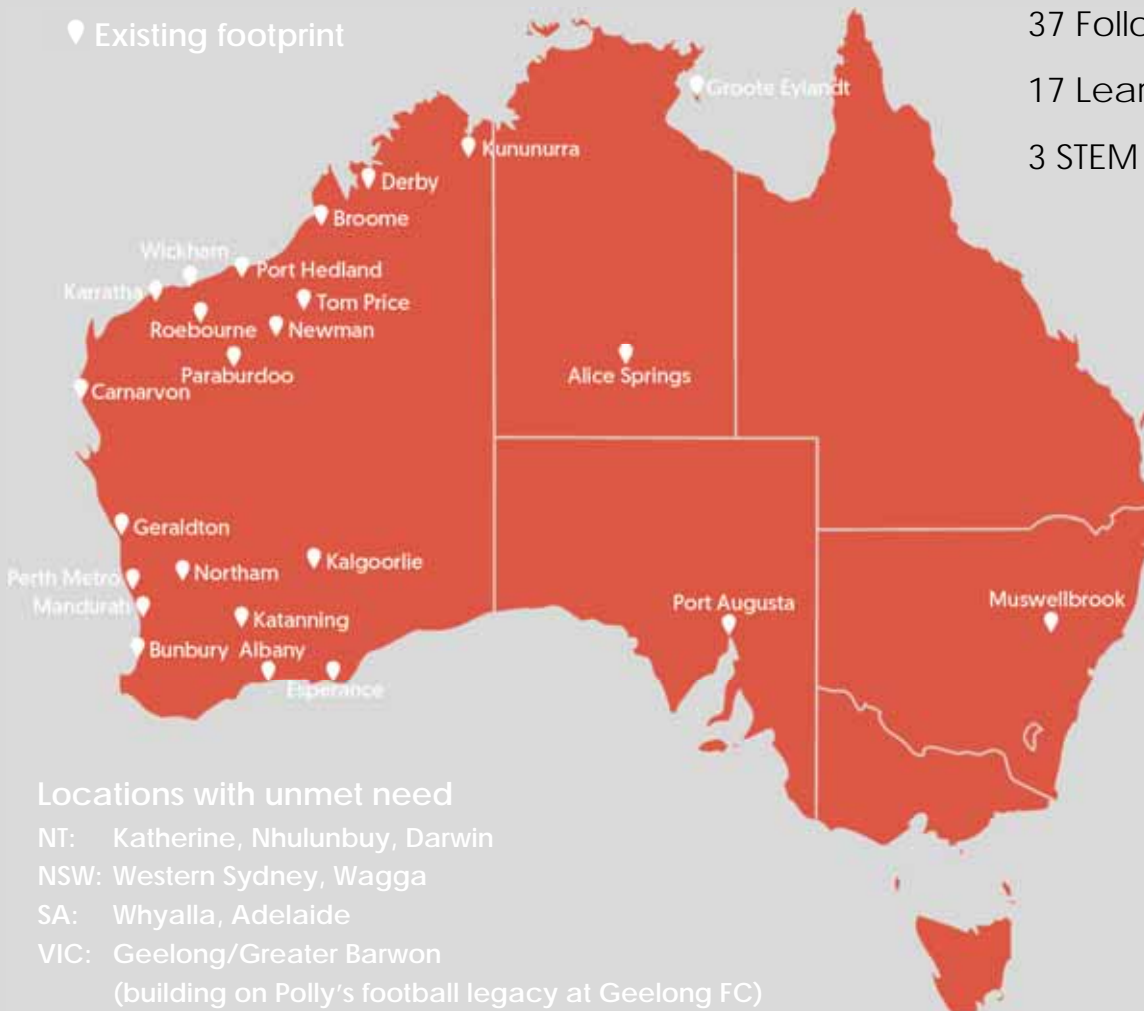 Existing footprint
37 Follo
17 Lear
3 STEM
Groote Eylandt
Kununurra
Derby
Broome
Wickham
Port Hedland
Karratha
Tom Price
Roebourne
Newman
Paraburdoo
Alice Springs
Carnarvon
Geraldton
Kalgoorlie
Northam
Perth Metro
Mandurah
Katanning
Port Augusta
Muswellbrook
Bunbury
Albany
Esperance
Locations with unmet need
NT: Katherine, Nhulunbuy, Darwin
NSW: Western Sydney, Wagga
SA: Whyalla, Adelaide
VIC: Geelong/Greater Barwon
(building on Polly's football legacy at Geelong FC)